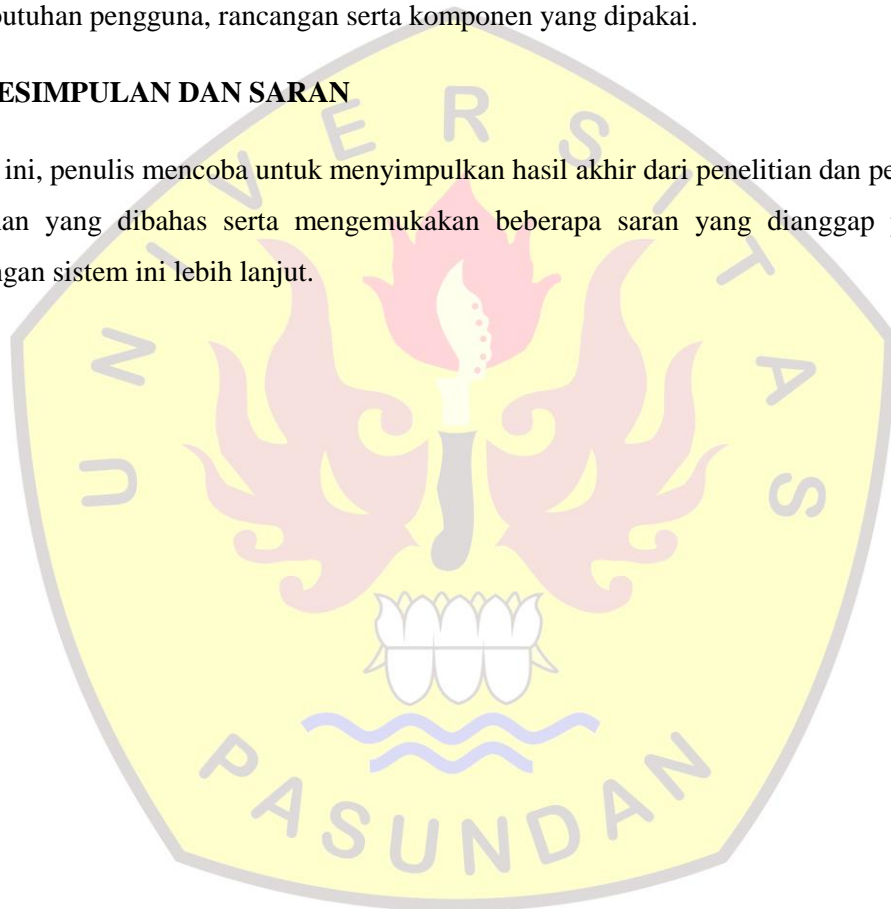 butuhan pengguna, rancangan serta komponen yang dipakai.
ESIMPULAN DAN SARAN
ini, penulis mencoba untuk menyimpulkan hasil akhir dari penelitian dan pe
an yang dibahas serta mengemukakan beberapa saran yang dianggap
ngan sistem ini lebih lanjut.
UNIVERSITAS
PASUNDAN